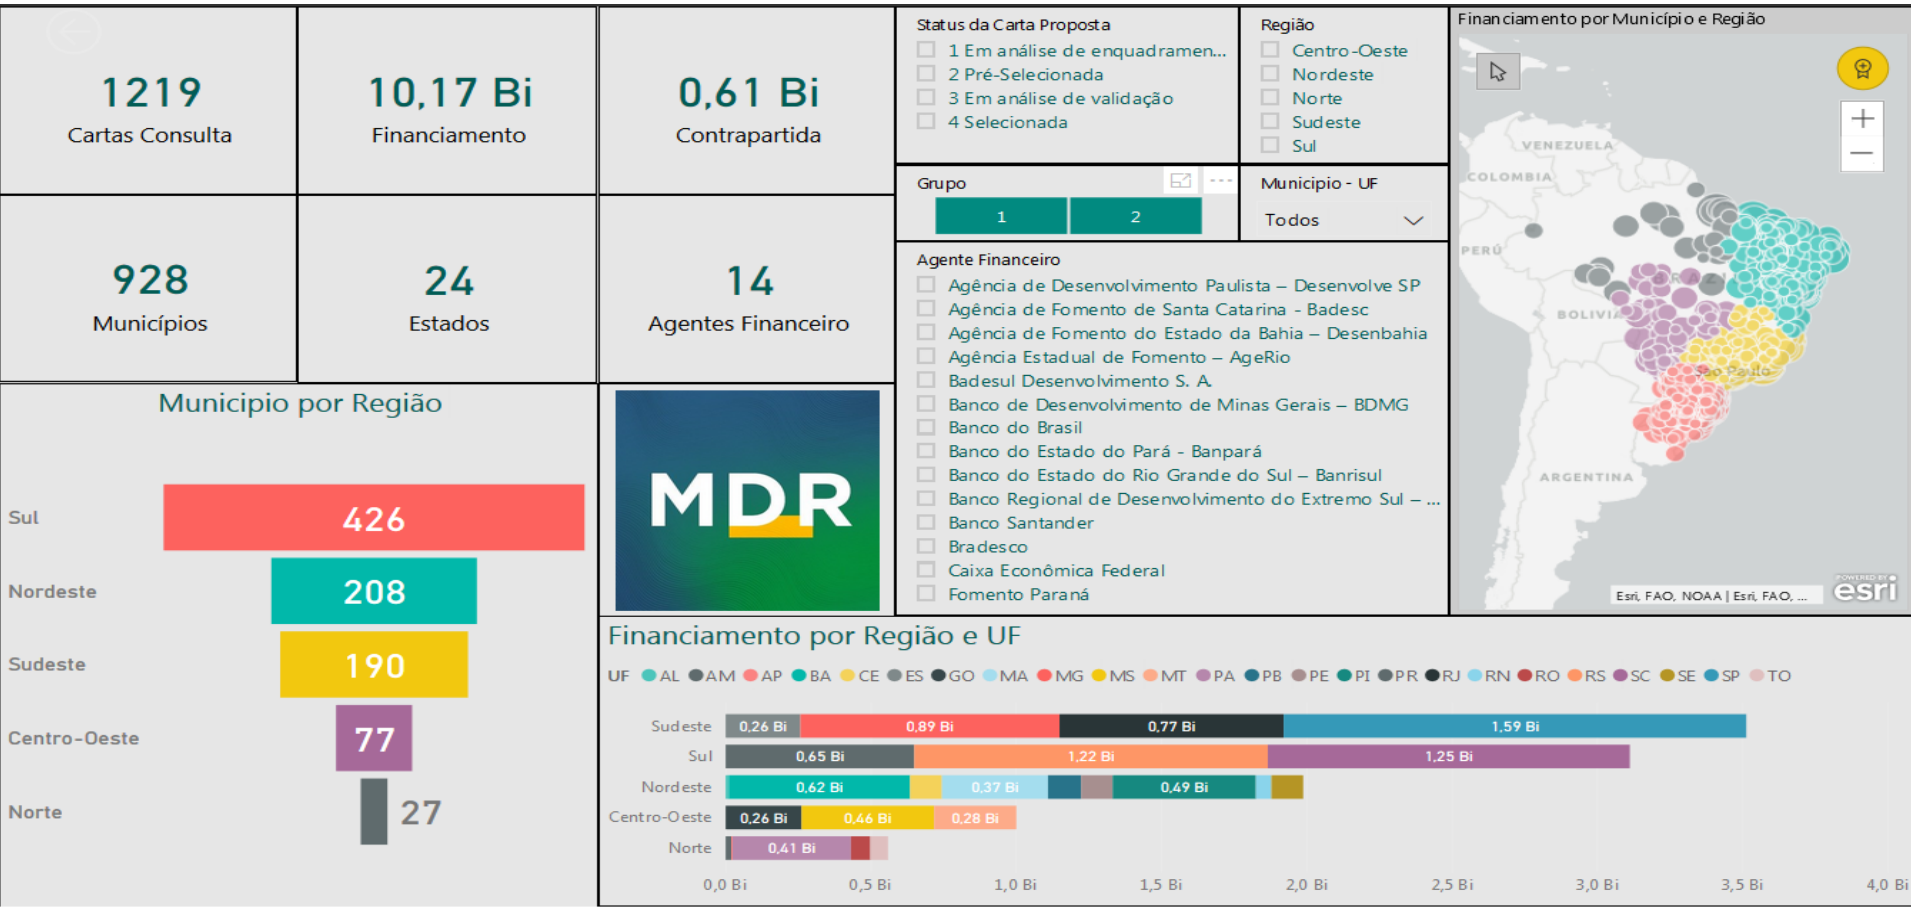 1219
Cartas Consulta
10,17 Bi
Financiamento
0,61 Bi
Contrapartida
928
Municípios
24
Estados
14
Agentes Financeiro
Status da Carta Proposta
1 Em análise de enquadramen...
2 Pré-Selecionada
3 Em análise de validação
4 Selecionada
Região
Centro-Oeste
Nordeste
Norte
Sudeste
Sul
Grupo
1 2
Municipio - UF
Todos
Agente Financeiro
Agência de Desenvolvimento Paulista – Desenvolve SP
Agência de Fomento de Santa Catarina - Badesc
Agência de Fomento do Estado da Bahia – Desenbahia
Agência Estadual de Fomento – AgeRio
Badesul Desenvolvimento S. A.
Banco de Desenvolvimento de Minas Gerais – BDMG
Banco do Brasil
Banco do Estado do Pará - Banpará
Banco do Estado do Rio Grande do Sul – Banrisul
Banco Regional de Desenvolvimento do Extremo Sul – ...
Banco Santander
Bradesco
Caixa Econômica Federal
Fomento Paraná
Financiamento por Município e Região
VENEZUELA
COLOMBIA
PERÚ
BRAZI
BOLIVIA
São Paulo
ARGENTINA
Esri, FAO, NOAA | Esri, FAO, ...
POWERED BY
esri
Municipio por Região
Sul 426
Nordeste 208
Sudeste 190
Centro-Oeste 77
Norte 27
MDR
Financiamento por Região e UF
UF AL AM AP BA CE ES GO MA MG MS MT PA PB PE PI PR RJ RN RO RS SC SE SP TO
Sudeste 0,26 Bi 0,89 Bi 0,77 Bi 1,59 Bi
Sul 0,65 Bi 1,22 Bi 1,25 Bi
Nordeste 0,62 Bi 0,37 Bi 0,49 Bi
Centro-Oeste 0,26 Bi 0,46 Bi 0,28 Bi
Norte 0,41 Bi
0,0 Bi 0,5 Bi 1,0 Bi 1,5 Bi 2,0 Bi 2,5 Bi 3,0 Bi 3,5 Bi 4,0 Bi